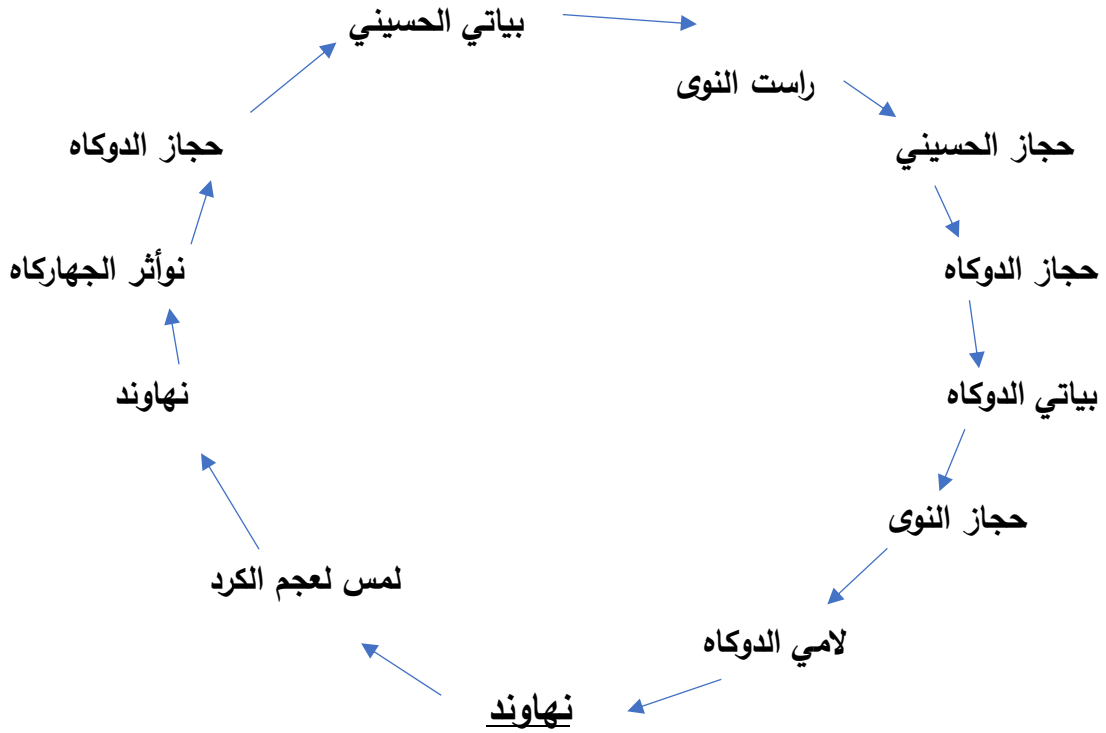 بياتي الحسيني
راست النوى
حجاز الحسيني
حجاز الدوكاه
بياتي الدوكاه
حجاز النوى
لامي الدوكاه
نهاوند
لمس لعجم الكرد
نهاوند
نوأثر الجهاركاه
حجاز الدوكاه